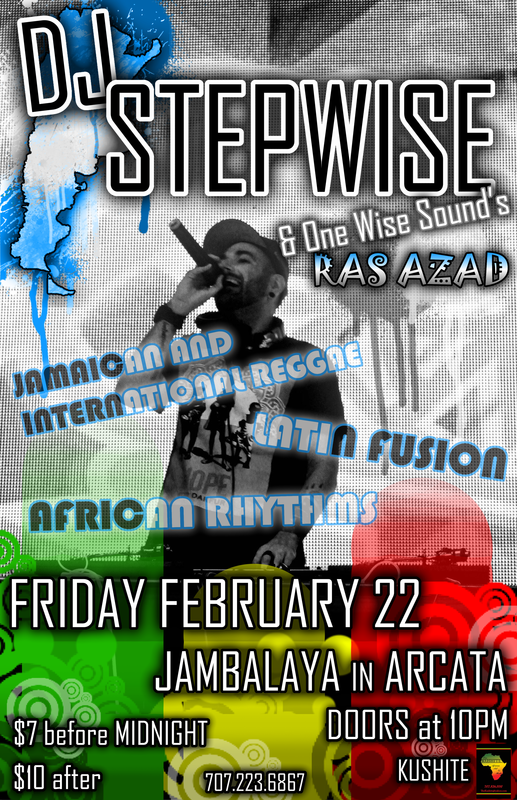 DJ
STEPWISE
& One Wise Sound's
RAS AZAD
JAMAICAN AND
INTERNATIONAL REGGAE
LATIN FUSION
AFRICAN RHYTHMS
FRIDAY FEBRUARY 22
JAMBALAYA IN ARCATA
$7 before MIDNIGHT
DOORS at 10PM
$10 after
707.223.6867
KUSHITE